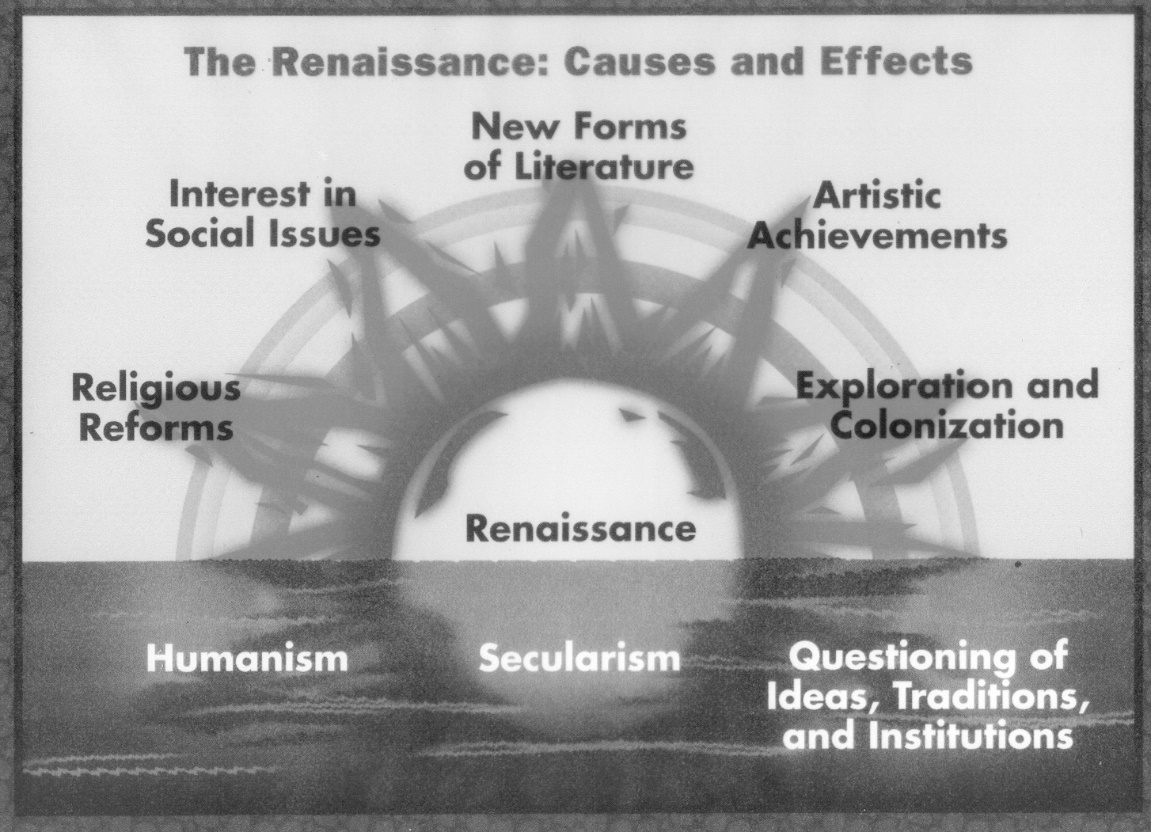 The Renaissance: Causes and Effects
New Forms
of Literature
Interest in
Social Issues
Artistic
Achievements
Religious
Reforms
Exploration and
Colonization
Renaissance
Humanism
Secularism
Questioning of
Ideas, Traditions,
and Institutions